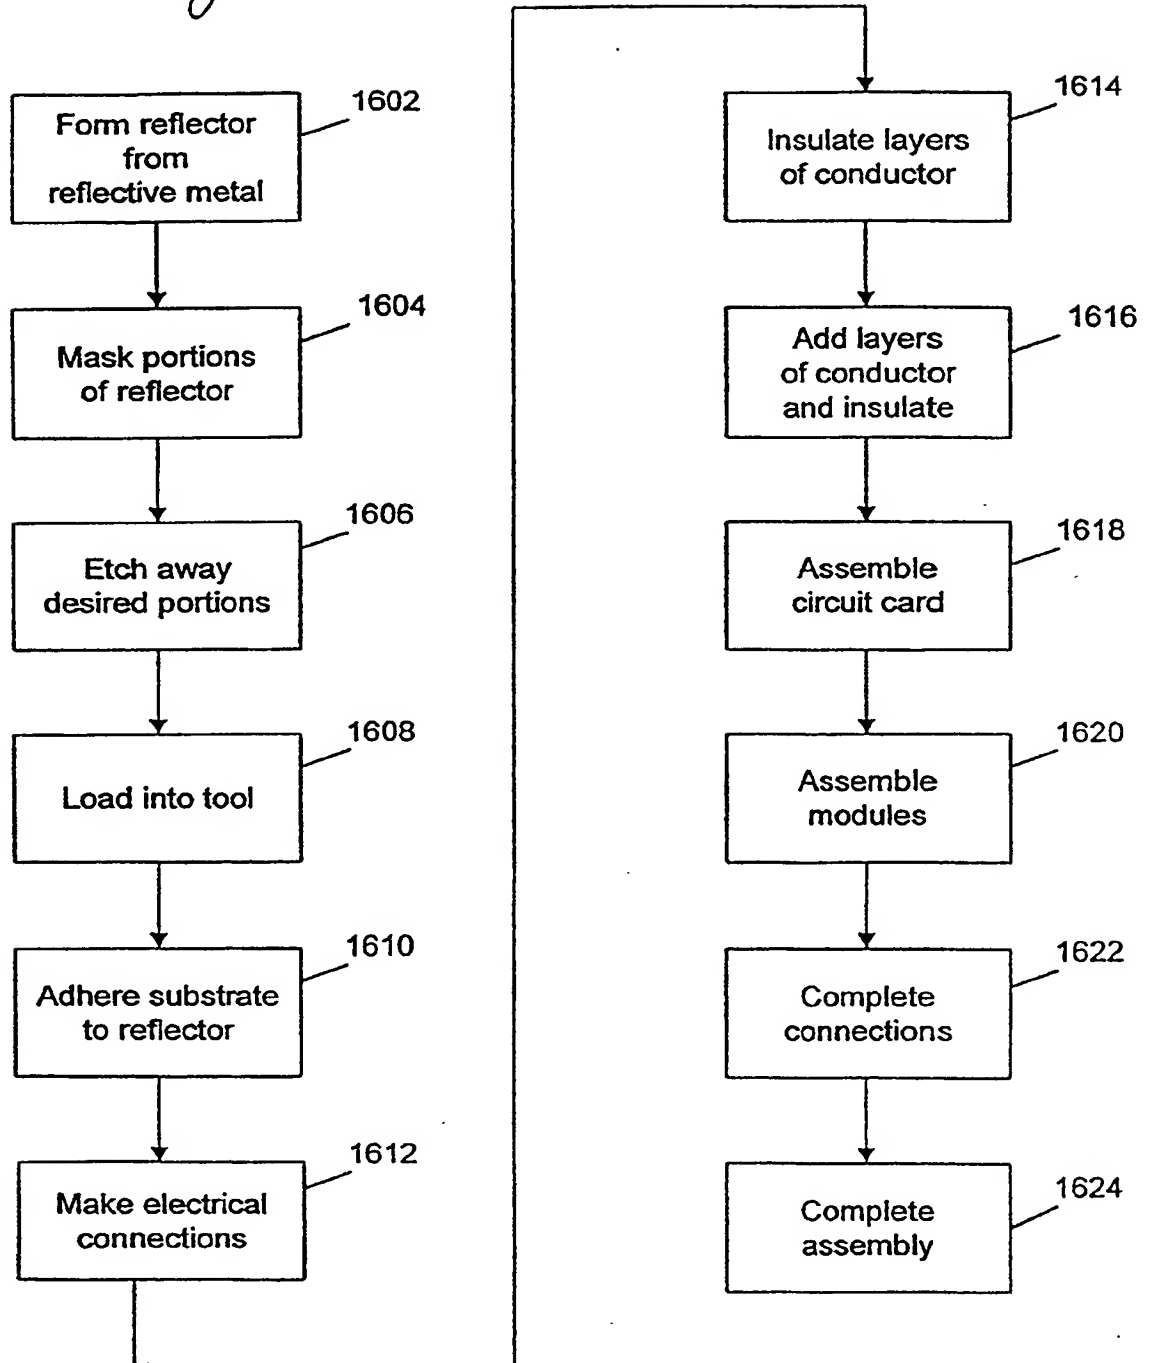 1602
Form reflector
from
reflective metal
1604
Mask portions
of reflector
1606
Etch away
desired portions
1608
Load into tool
1610
Adhere substrate
to reflector
1612
Make electrical
connections
1614
Insulate layers
of conductor
1616
Add layers
of conductor
and insulate
1618
Assemble
circuit card
1620
Assemble
modules
1622
Complete
connections
1624
Complete
assembly